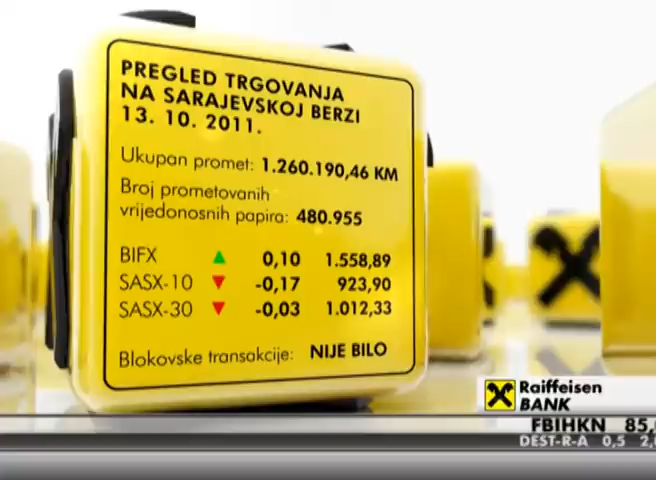 PREGLED TRGOVANJA
NA SARAJEVSKOJ BERZI
13. 10. 2011.
Ukupan promet: 1.260.190,46 KM
Broj prometovanih
vrijedonosnih papira: 480.955
BIFX ▲ 0,10 1.558,89
SASX-10 ▼ -0,17 923,90
SASX-30 ▼ -0,03 1.012,33
Blokovske transakcije: NIJE BILO
Raiffeisen
BANK
FBIHKN 85,
DEST-R-A 0,5